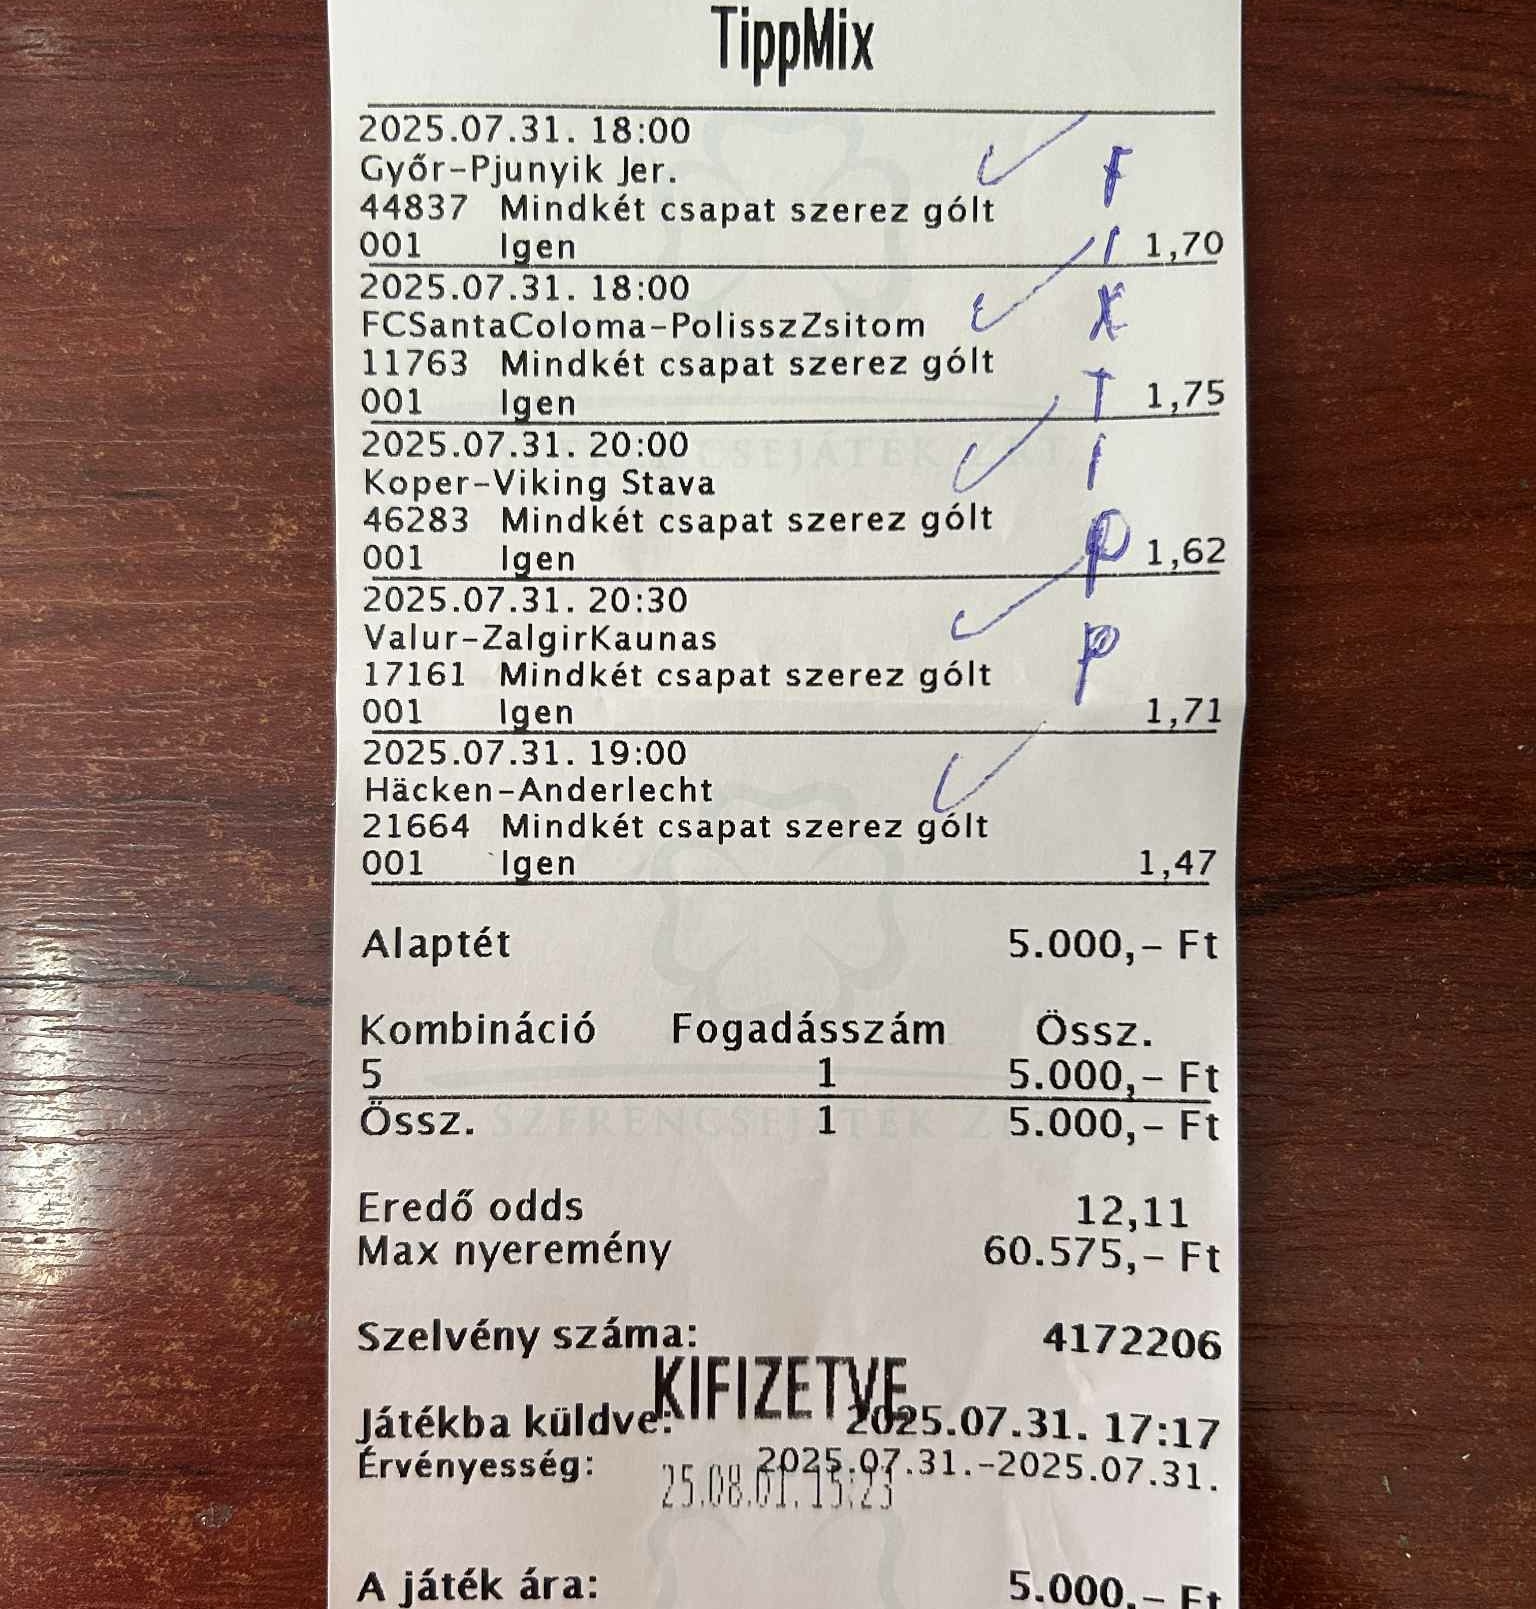 TippMix
2025.07.31. 18:00
Győr-Pjunyik Jer.
44837 Mindkét csapat szerez gólt
001 Igen 1,70
2025.07.31. 18:00
FCSantaColoma-PolisszZsitom
11763 Mindkét csapat szerez gólt
001 Igen 1,75
2025.07.31. 20:00
Koper-Viking Stava
46283 Mindkét csapat szerez gólt
001 Igen 1,62
2025.07.31. 20:30
Valur-ZalgirKaunas
17161 Mindkét csapat szerez gólt
001 Igen 1,71
2025.07.31. 19:00
Häcken-Anderlecht
21664 Mindkét csapat szerez gólt
001 Igen 1,47
FIXTIPP
Alaptét 5.000,- Ft
Kombináció Fogadásszám Össz.
5 1 5.000,- Ft
Össz. 1 5.000,- Ft
SZERENCSEJÁTÉK
Eredő odds 12,11
Max nyeremény 60.575,- Ft
Szelvény száma: 4172206
KIFIZETVE
Játékba küldve: 2025.07.31. 17:17
Érvényesség: 2025.07.31.-2025.07.31.
25.08.01. 15:23
A játék ára: 5.000,- Ft